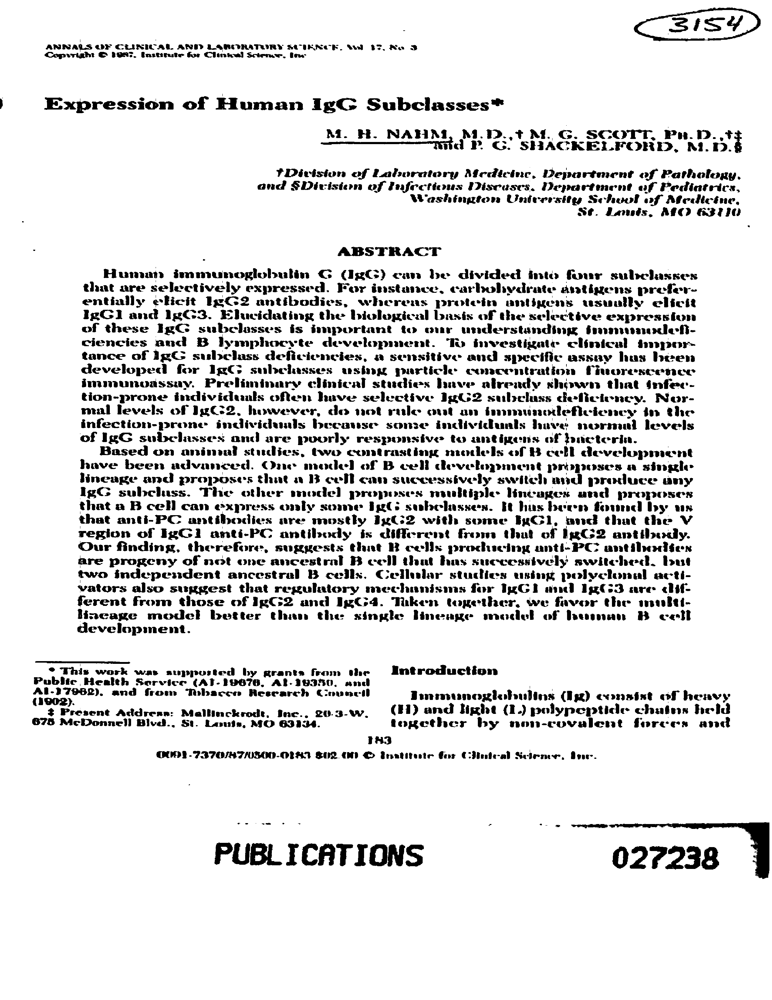 3154
ANNALS OF CLINICAL AND LABORATORY SCIENCE, Vol. 17, No. 3
Copyright © 1987, Institute for Clinical Science, Inc.
Expression of Human IgG Subclasses*
M. H. NAHM, M.D.,† M. G. SCOTT, PH.D.,†‡
and P. G. SHACKELFORD, M.D.§
†Division of Laboratory Medicine, Department of Pathology,
and §Division of Infectious Diseases, Department of Pediatrics,
Washington University School of Medicine,
St. Louis, MO 63110
ABSTRACT
Human immunoglobulin G (IgG) can be divided into four subclasses
that are selectively expressed. For instance, carbohydrate antigens prefer-
entially elicit IgG2 antibodies, whereas protein antigens usually elicit
IgG1 and IgG3. Elucidating the biological basis of the selective expression
of these IgG subclasses is important to our understanding immunodefi-
ciencies and B lymphocyte development. To investigate clinical impor-
tance of IgG subclass deficiencies, a sensitive and specific assay has been
developed for IgG subclasses using particle concentration fluorescence
immunoassay. Preliminary clinical studies have already shown that infec-
tion-prone individuals often have selective IgG2 subclass deficiency. Nor-
mal levels of IgG2, however, do not rule out an immunodeficiency in the
infection-prone individuals because some individuals have normal levels
of IgG subclasses and are poorly responsive to antigens of bacteria.
Based on animal studies, two contrasting models of B cell development
have been advanced. One model of B cell development proposes a single
lineage and proposes that a B cell can successively switch and produce any
IgG subclass. The other model proposes multiple lineages and proposes
that a B cell can express only some IgG subclasses. It has been found by us
that anti-PC antibodies are mostly IgG2 with some IgG1, and that the V
region of IgG1 anti-PC antibody is different from that of IgG2 antibody.
Our finding, therefore, suggests that B cells producing anti-PC antibodies
are progeny of not one ancestral B cell that has successively switched, but
two independent ancestral B cells. Cellular studies using polyclonal acti-
vators also suggest that regulatory mechanisms for IgG1 and IgG3 are dif-
ferent from those of IgG2 and IgG4. Taken together, we favor the multi-
lineage model better than the single lineage model of human B cell
development.
* This work was supported by grants from the
Public Health Service (AI-19676, AI-19350, and
AI-17962), and from Tobacco Research Council
(1902).
‡ Present Address: Mallinckrodt, Inc., 20-3-W,
675 McDonnell Blvd., St. Louis, MO 63134.
Introduction
Immunoglobulins (Ig) consist of heavy
(H) and light (L) polypeptide chains held
together by non-covalent forces and
183
0091-7370/87/0500-0183 $02.00 © Institute for Clinical Science, Inc.
PUBLICATIONS
027238